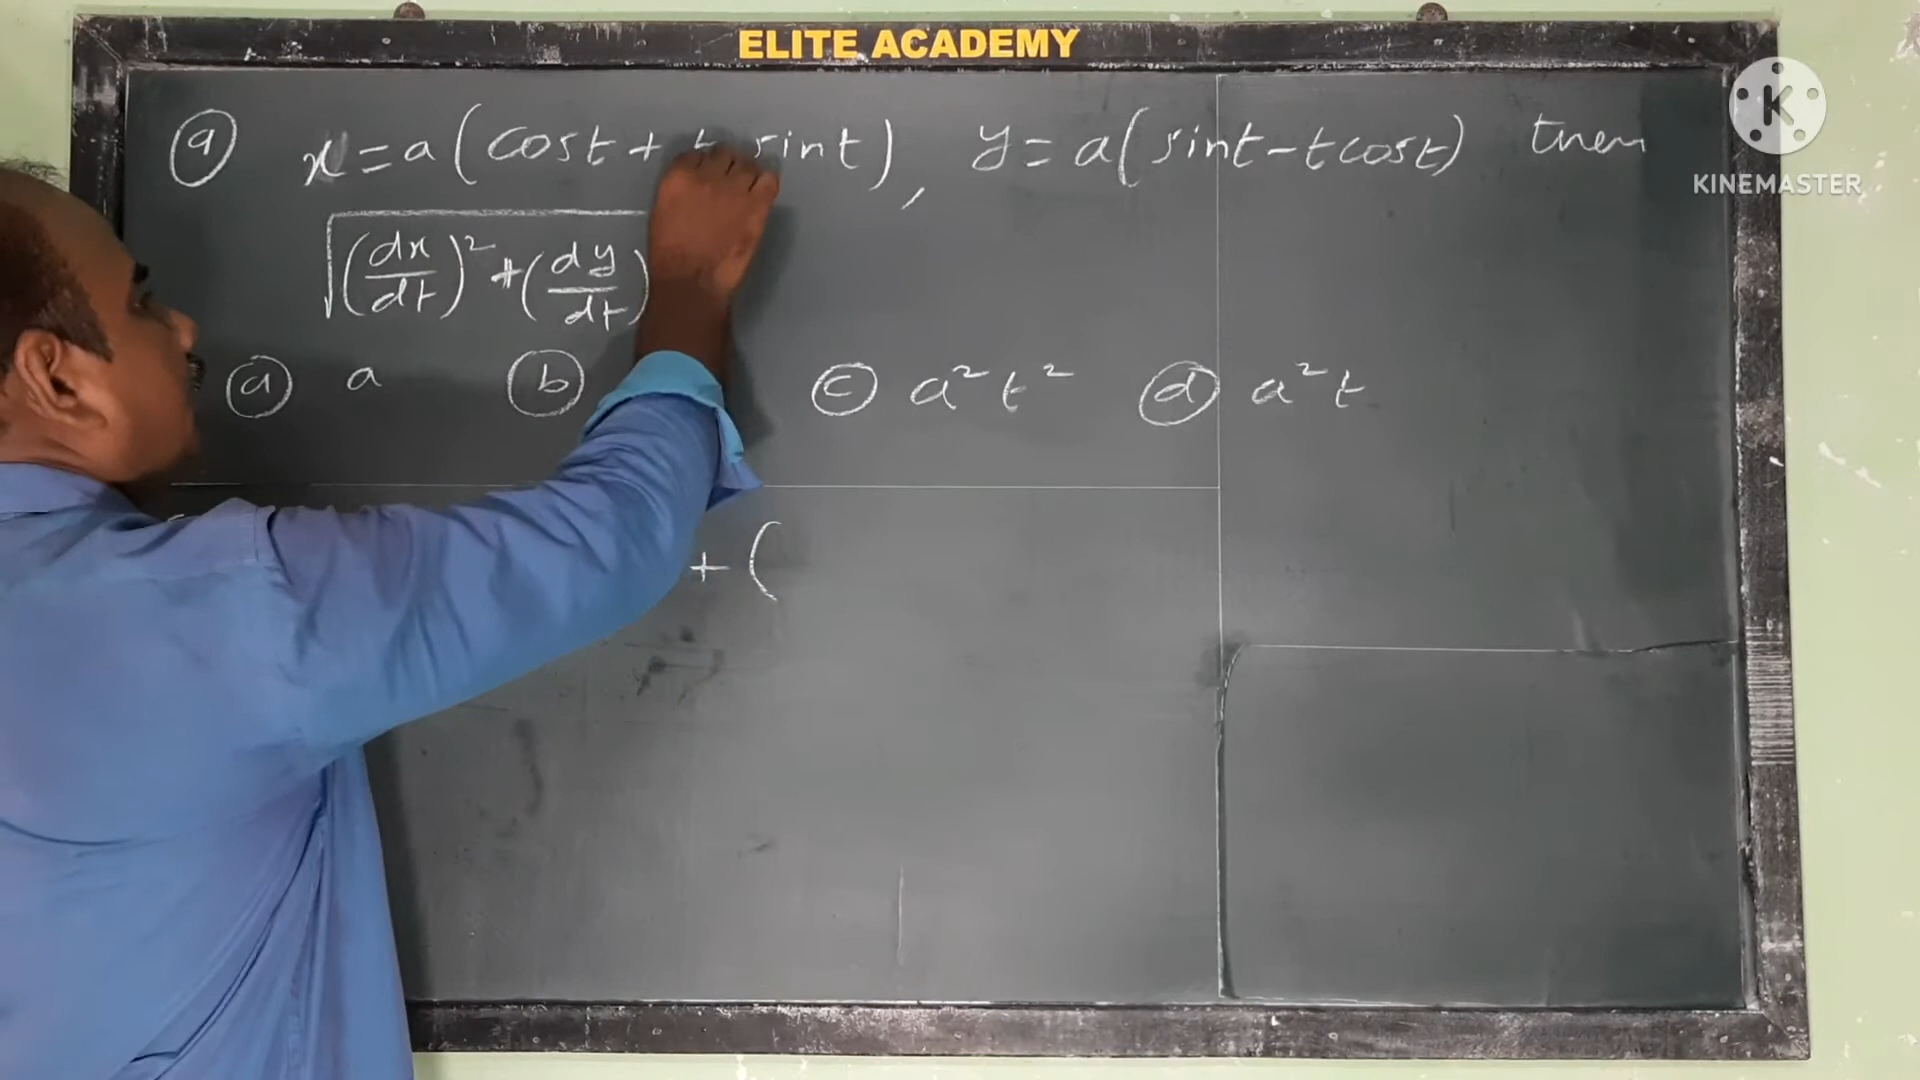 ELITE ACADEMY
KINEMASTER
9 x = a(cost + t sint), y = a(sint - tcost) then
√((dx/dt)² + (dy/dt)
a a b c a²t² d a²t
+ (